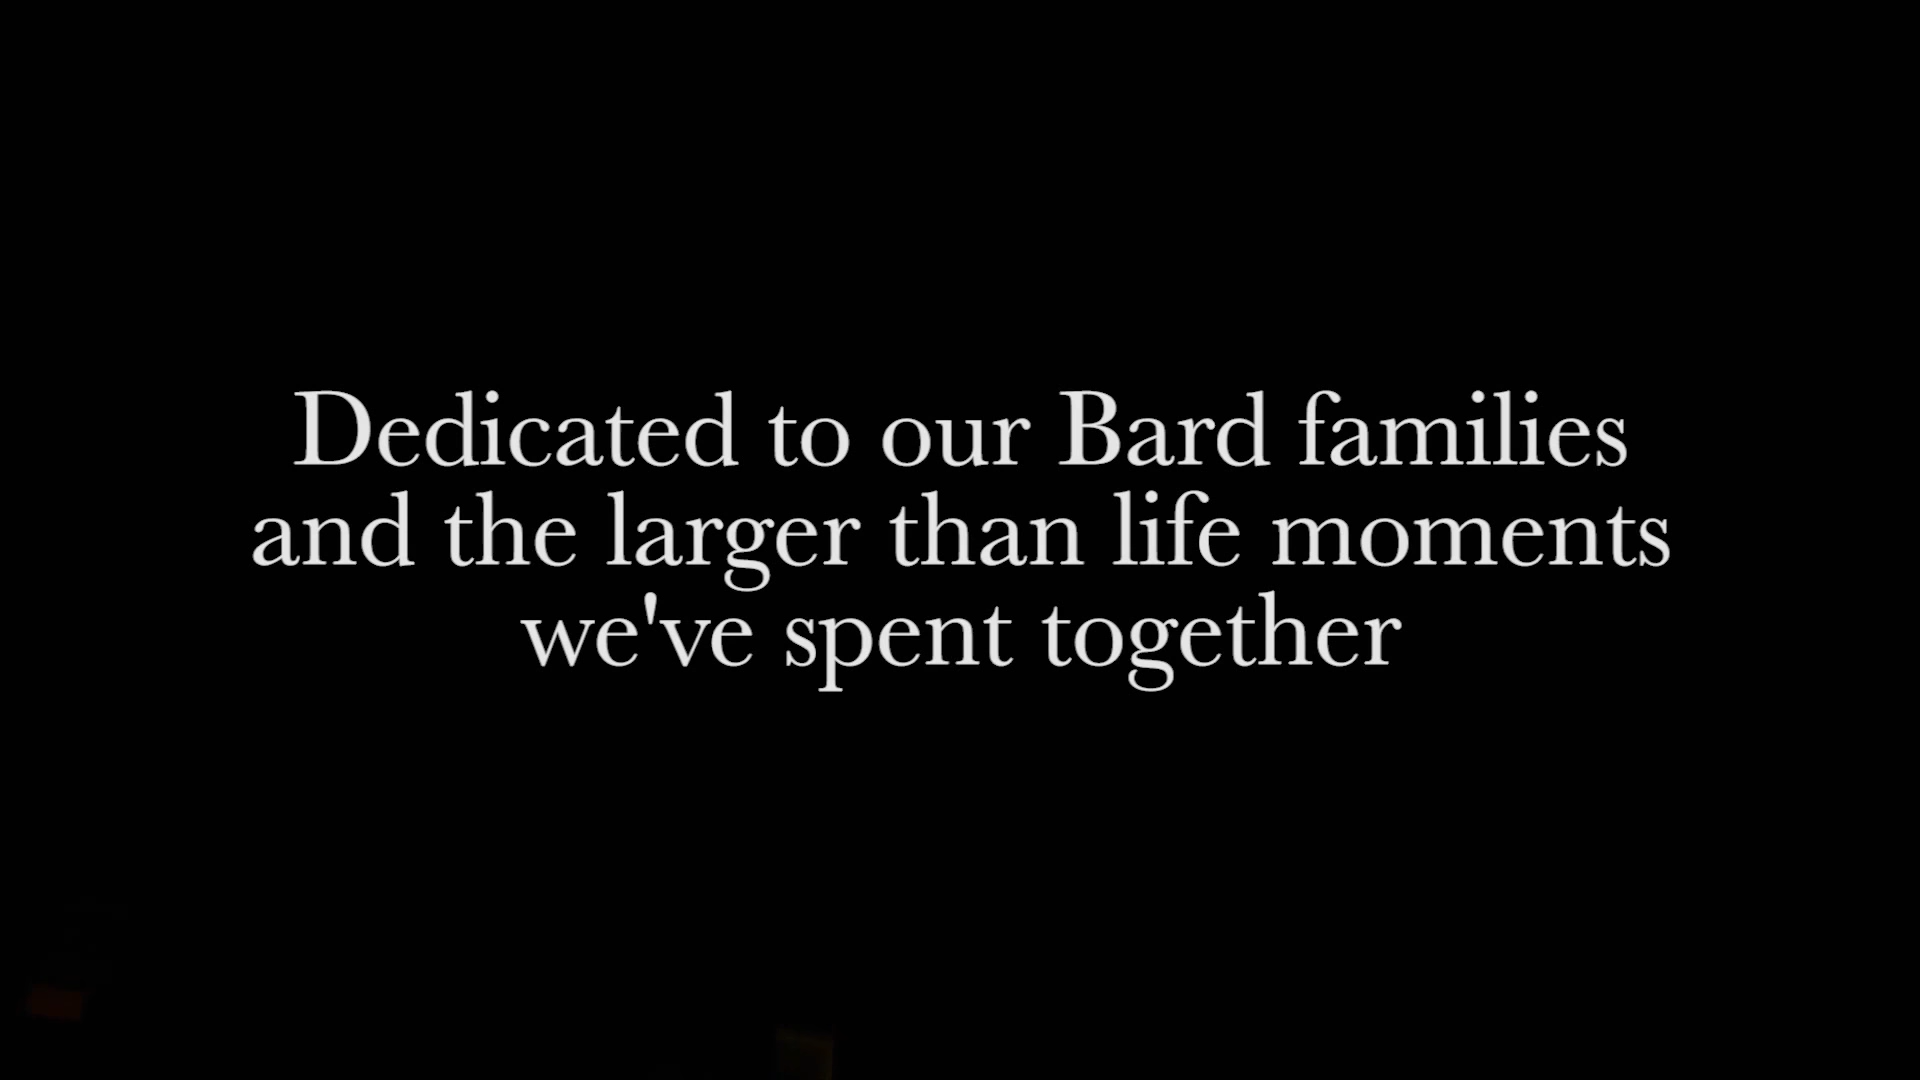 Dedicated to our Bard families
and the larger than life moments
we've spent together